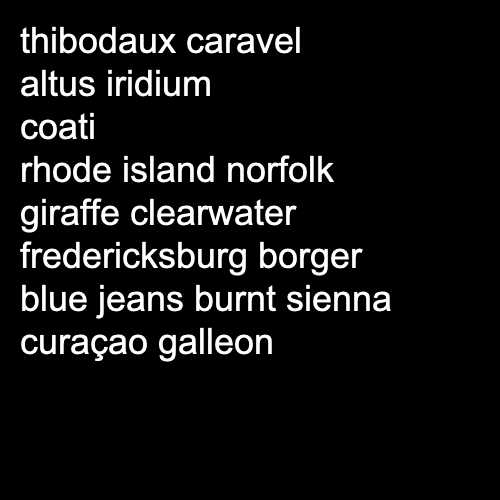 thibodaux caravel
altus iridium
coati
rhode island norfolk
giraffe clearwater
fredericksburg borger
blue jeans burnt sienna
curaçao galleon